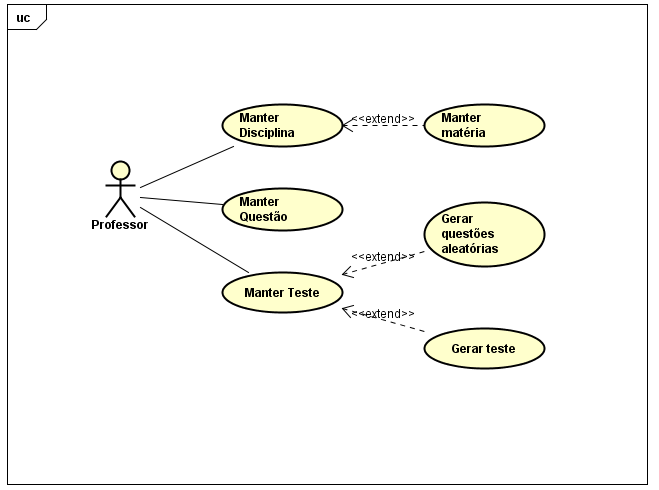 uc
Manter
Disciplina
<<extend>>
Manter
matéria
Professor
Manter
Questão
Gerar
questões
aleatórias
<<extend>>
Manter Teste
<<extend>>
Gerar teste